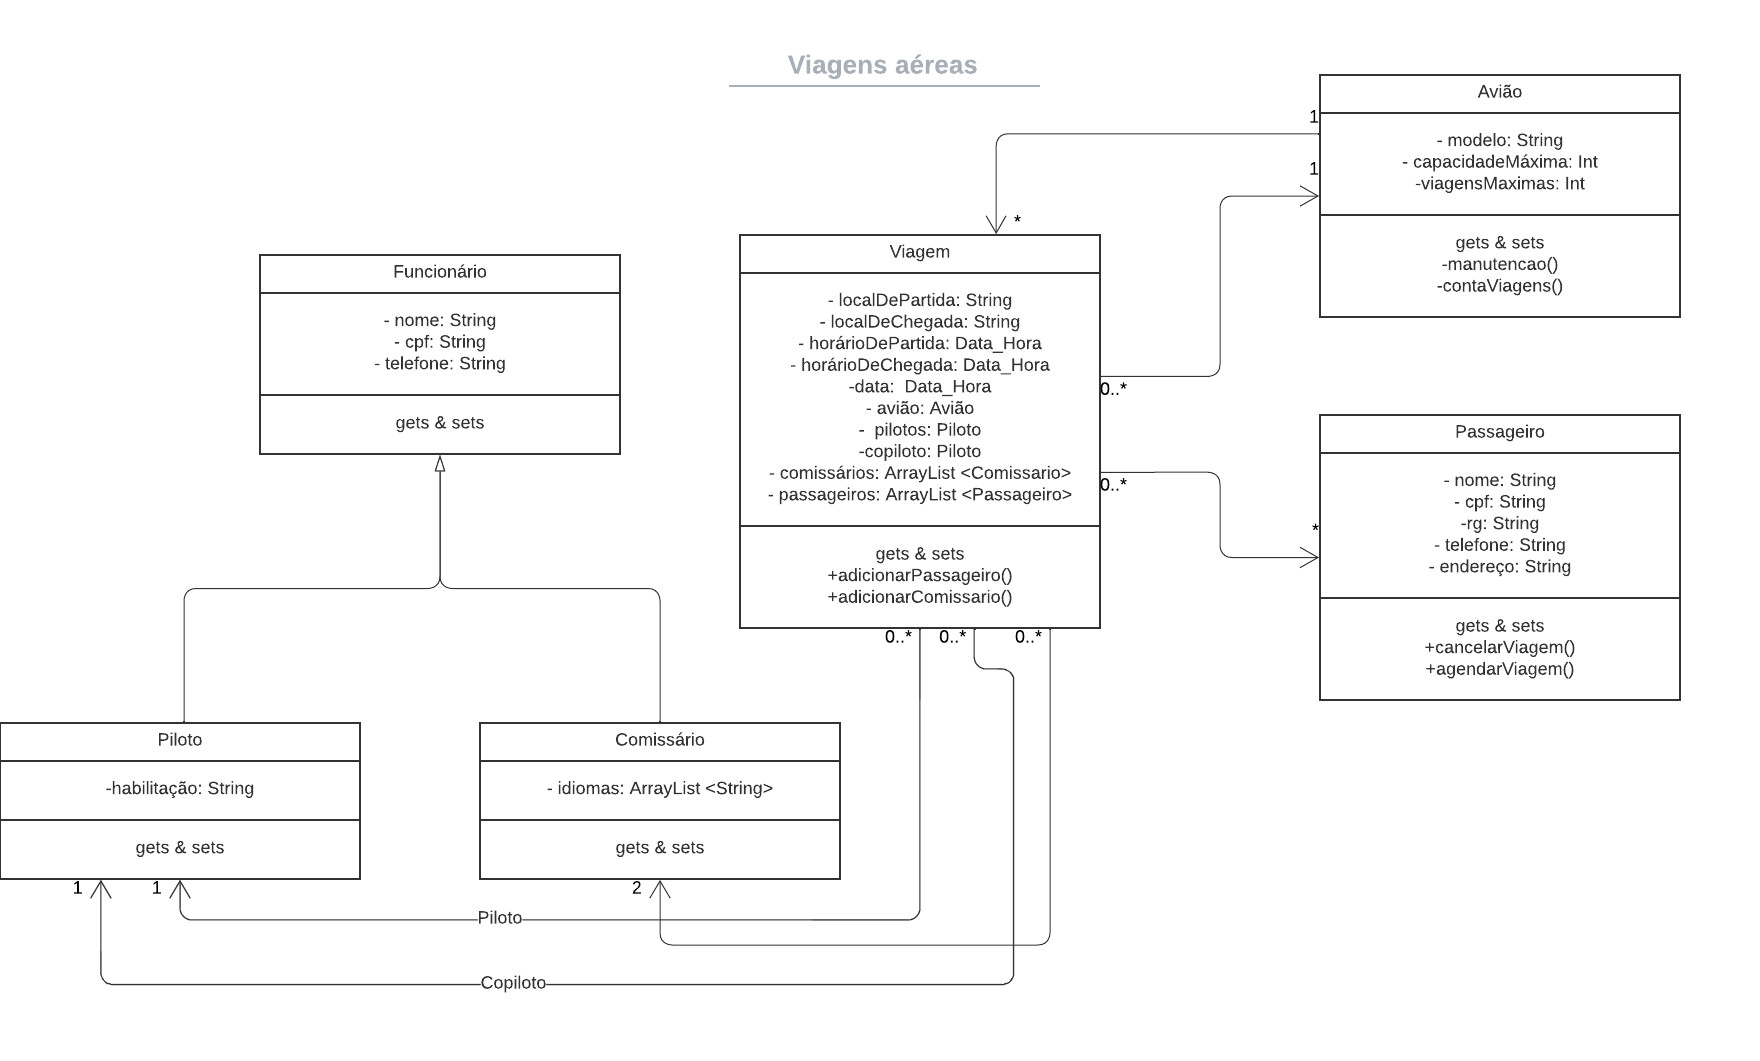 Viagens aéreas
Avião
- modelo: String
- capacidadeMáxima: Int
-viagensMaximas: Int
gets & sets
-manutencao()
-contaViagens()
1
1
*
Viagem
- localDePartida: String
- localDeChegada: String
- horárioDePartida: Data_Hora
- horárioDeChegada: Data_Hora
-data:  Data_Hora
- avião: Avião
-  pilotos: Piloto
-copiloto: Piloto
- comissários: ArrayList <Comissario>
- passageiros: ArrayList <Passageiro>
gets & sets
+adicionarPassageiro()
+adicionarComissario()
0..*
0..*
*
0..*
0..*
0..*
Funcionário
- nome: String
- cpf: String
- telefone: String
gets & sets
Passageiro
- nome: String
- cpf: String
-rg: String
- telefone: String
- endereço: String
gets & sets
+cancelarViagem()
+agendarViagem()
Piloto
-habilitação: String
gets & sets
1
1
Comissário
- idiomas: ArrayList <String>
gets & sets
2
Piloto
Copiloto